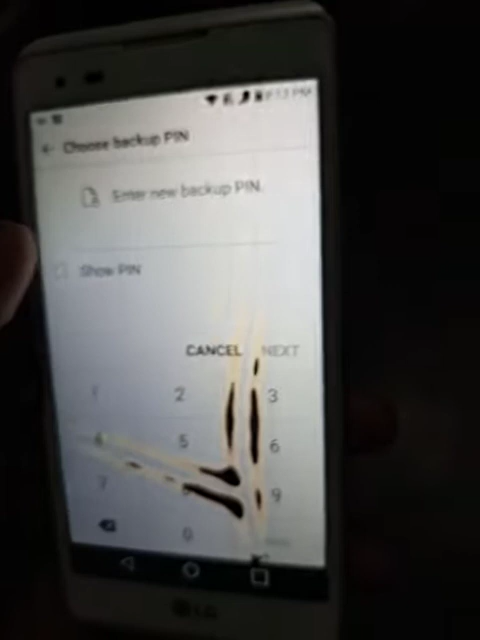 Choose backup PIN
Enter new backup PIN.
Show PIN
CANCEL NEXT
1 2 3
4 5 6
7 8 9
0
LG